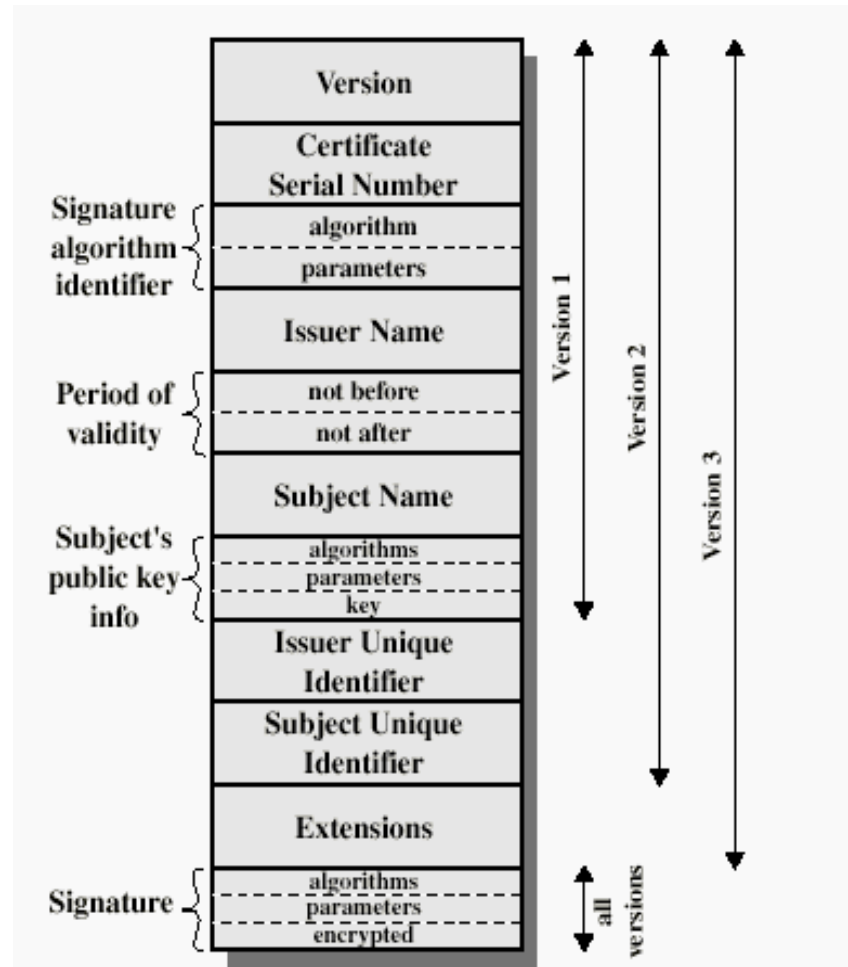 Version
Certificate
Serial Number
Signature
algorithm
identifier
algorithm
parameters
Issuer Name
Period of
validity
not before
not after
Subject Name
Subject's
public key
info
algorithms
parameters
key
Issuer Unique
Identifier
Subject Unique
Identifier
Extensions
Signature
algorithms
parameters
encrypted
Version 1
Version 2
Version 3
all
versions